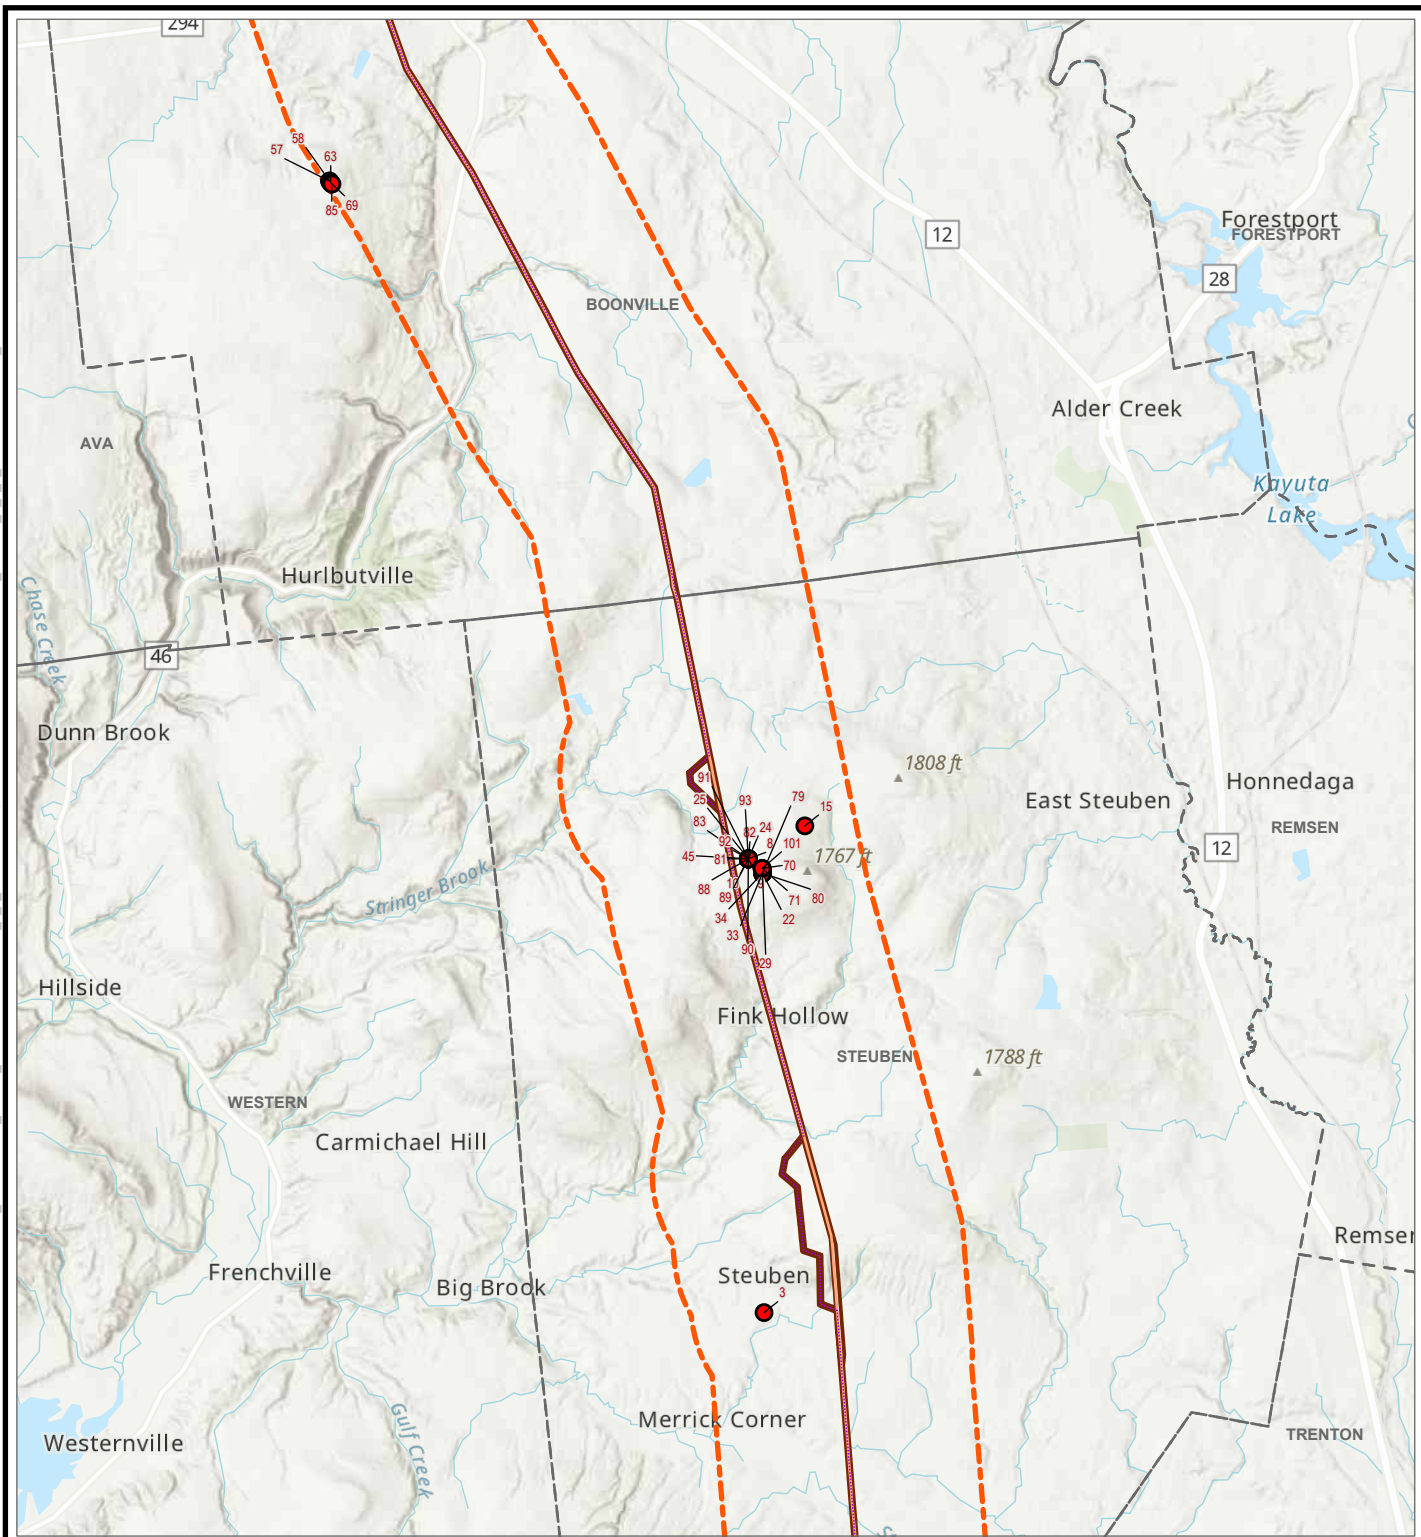 294
58
57
63
85
69
12
Forestport
FORESTPORT
28
BOONVILLE
Alder Creek
AVA
Kayuta
Lake
Hurlbutville
Chase Creek
46
Dunn Brook
1808 ft
91
Honnedaga
East Steuben
25
93
79
15
83
82
24
REMSEN
92
8
101
12
45
81
1767 ft
70
88
10
9
Stringer Brook
89
71
80
34
22
33
90
29
Hillside
Fink Hollow
STEUBEN
1788 ft
WESTERN
Carmichael Hill
Remsen
Frenchville
Steuben
Big Brook
3
Merrick Corner
Gulf Creek
Westernville
TRENTON